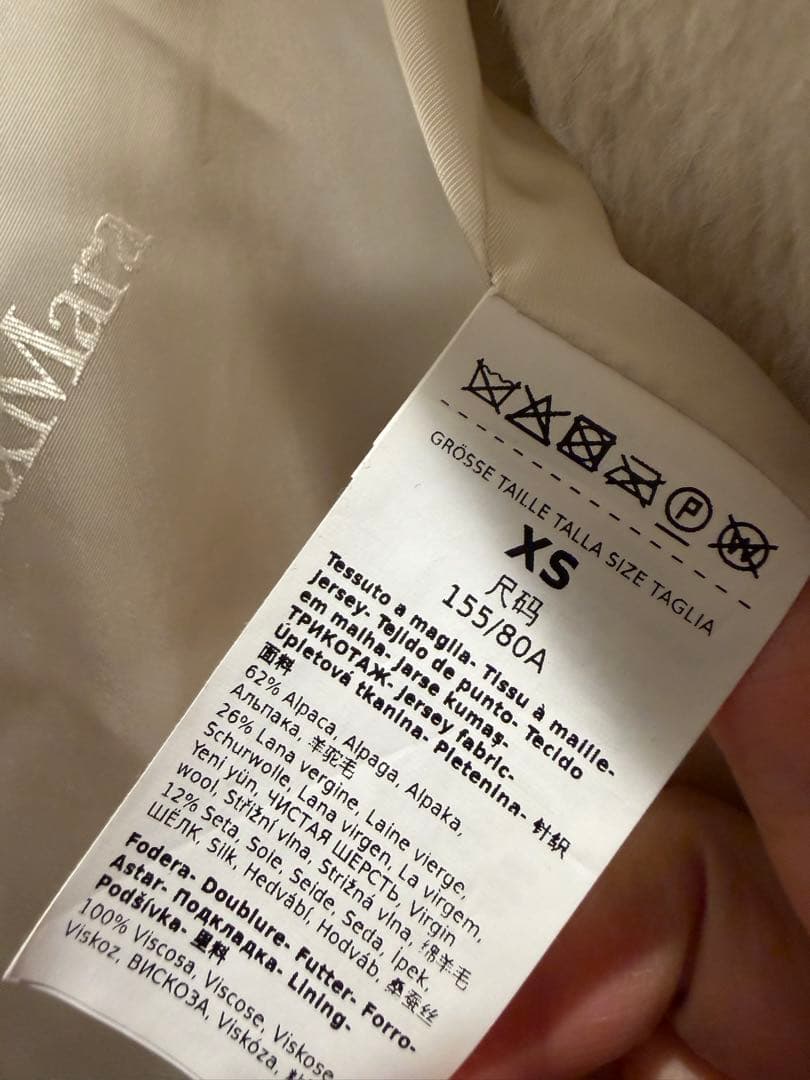 Mara
P
W
GRÖSSE TAILLE TALLA SIZE TAGLIA
XS
尺码
155/80A
Tessuto a maglia- Tissu à maille-
Jersey- Tejido de punto- Tecido
em malha- Jarse kumaş-
ТРИКОТАЖ- Jersey fabric-
Úpletová tkanina- Pletenina- 针织
面料
62% Alpaca, Alpaga, Alpaka,
Альпака, 羊驼毛
26% Lana vergine, Laine vierge,
Schurwolle, Lana virgen, La virgem,
Yeni yün, ЧИСТАЯ ШЕРСТЬ, Virgin
wool, Střižní vlna, Strižná vlna, 绵羊毛
12% Seta, Soie, Seide, Seda, İpek,
ШЁЛК, Silk, Hedvábí, Hodváb, 桑蚕丝
Fodera- Doublure- Futter- Forro-
Astar- Подкладка- Lining-
Podšívka- 里料
100% Viscosa, Viscose, Viskose
Viskoz, ВИСКОЗА, Viskóza,